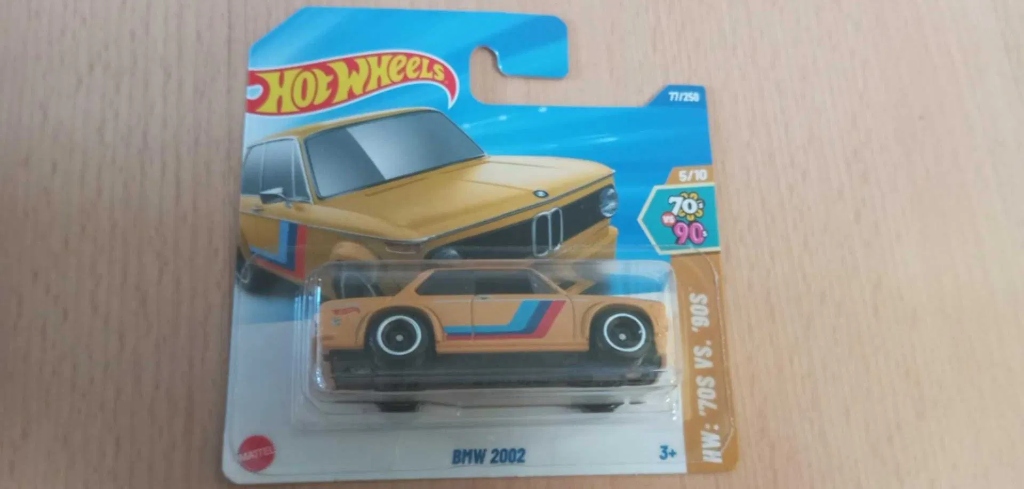 HOT WHEELS
77/250
5/10
70s
VS
90s
HW: '70S VS. '90S
MATTEL
BMW 2002
3+